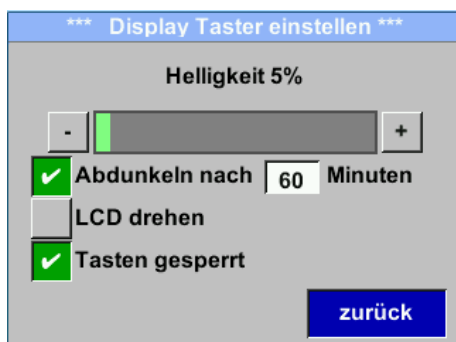 *** Display Taster einstellen ***
Helligkeit 5%
- +
Abdunkeln nach 60 Minuten
LCD drehen
Tasten gesperrt
zurück